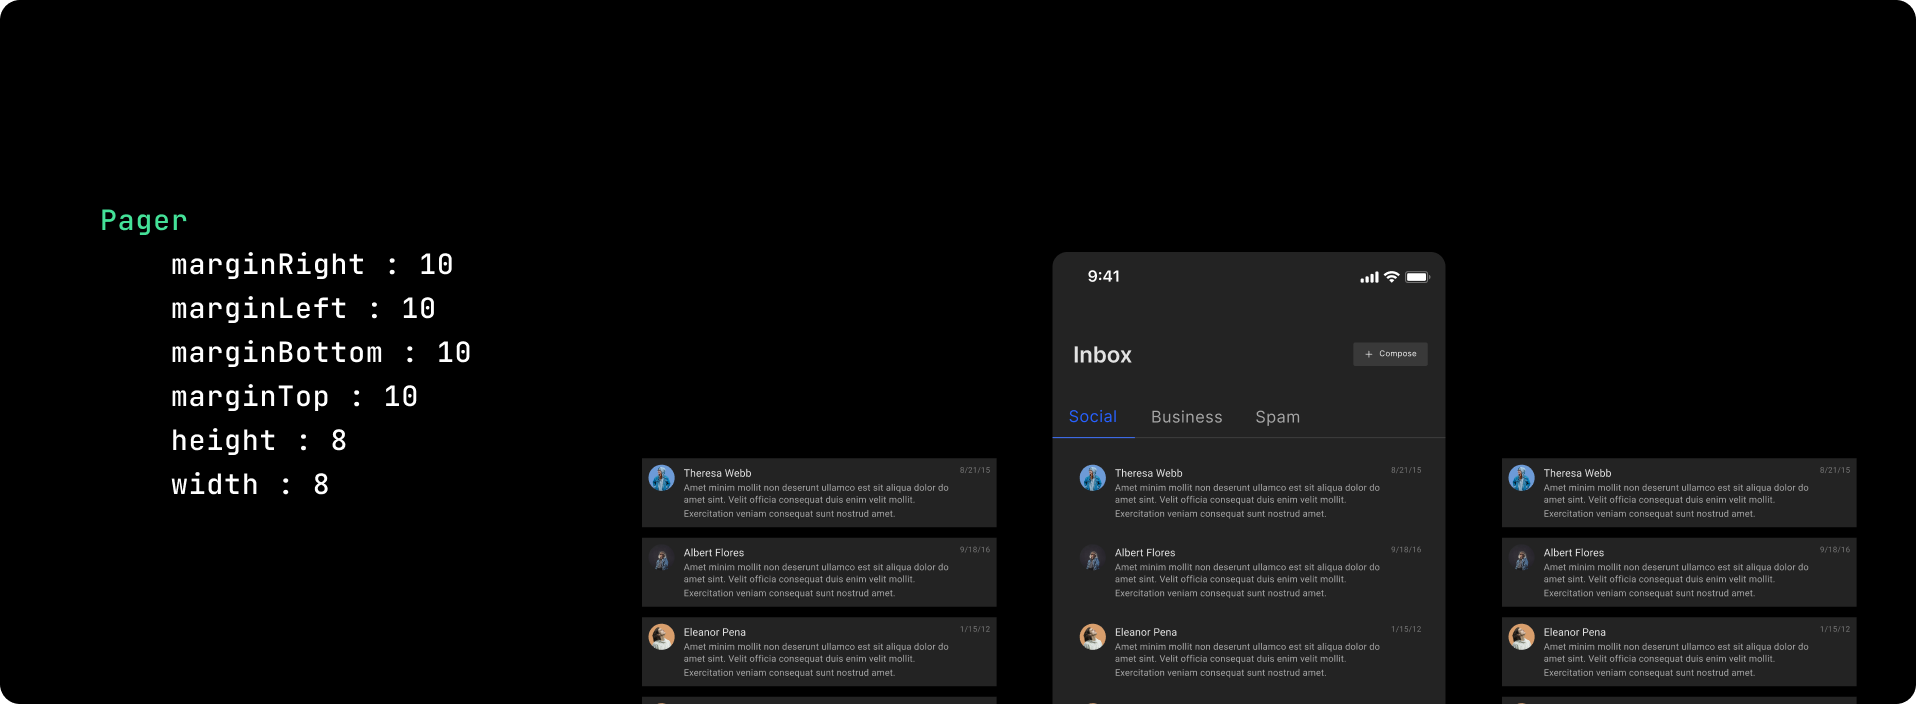 Pager
marginRight : 10
marginLeft : 10
marginBottom : 10
marginTop : 10
height : 8
width : 8
Theresa Webb
8/21/15
Amet minim mollit non deserunt ullamco est sit aliqua dolor do
amet sint. Velit officia consequat duis enim velit mollit.
Exercitation veniam consequat sunt nostrud amet.
Albert Flores
9/18/16
Amet minim mollit non deserunt ullamco est sit aliqua dolor do
amet sint. Velit officia consequat duis enim velit mollit.
Exercitation veniam consequat sunt nostrud amet.
Eleanor Pena
1/15/12
Amet minim mollit non deserunt ullamco est sit aliqua dolor do
amet sint. Velit officia consequat duis enim velit mollit.
Exercitation veniam consequat sunt nostrud amet.
9:41
Inbox
+ Compose
Social Business Spam
Theresa Webb
8/21/15
Amet minim mollit non deserunt ullamco est sit aliqua dolor do
amet sint. Velit officia consequat duis enim velit mollit.
Exercitation veniam consequat sunt nostrud amet.
Albert Flores
9/18/16
Amet minim mollit non deserunt ullamco est sit aliqua dolor do
amet sint. Velit officia consequat duis enim velit mollit.
Exercitation veniam consequat sunt nostrud amet.
Eleanor Pena
1/15/12
Amet minim mollit non deserunt ullamco est sit aliqua dolor do
amet sint. Velit officia consequat duis enim velit mollit.
Exercitation veniam consequat sunt nostrud amet.
Theresa Webb
8/21/15
Amet minim mollit non deserunt ullamco est sit aliqua dolor do
amet sint. Velit officia consequat duis enim velit mollit.
Exercitation veniam consequat sunt nostrud amet.
Albert Flores
9/18/16
Amet minim mollit non deserunt ullamco est sit aliqua dolor do
amet sint. Velit officia consequat duis enim velit mollit.
Exercitation veniam consequat sunt nostrud amet.
Eleanor Pena
1/15/12
Amet minim mollit non deserunt ullamco est sit aliqua dolor do
amet sint. Velit officia consequat duis enim velit mollit.
Exercitation veniam consequat sunt nostrud amet.